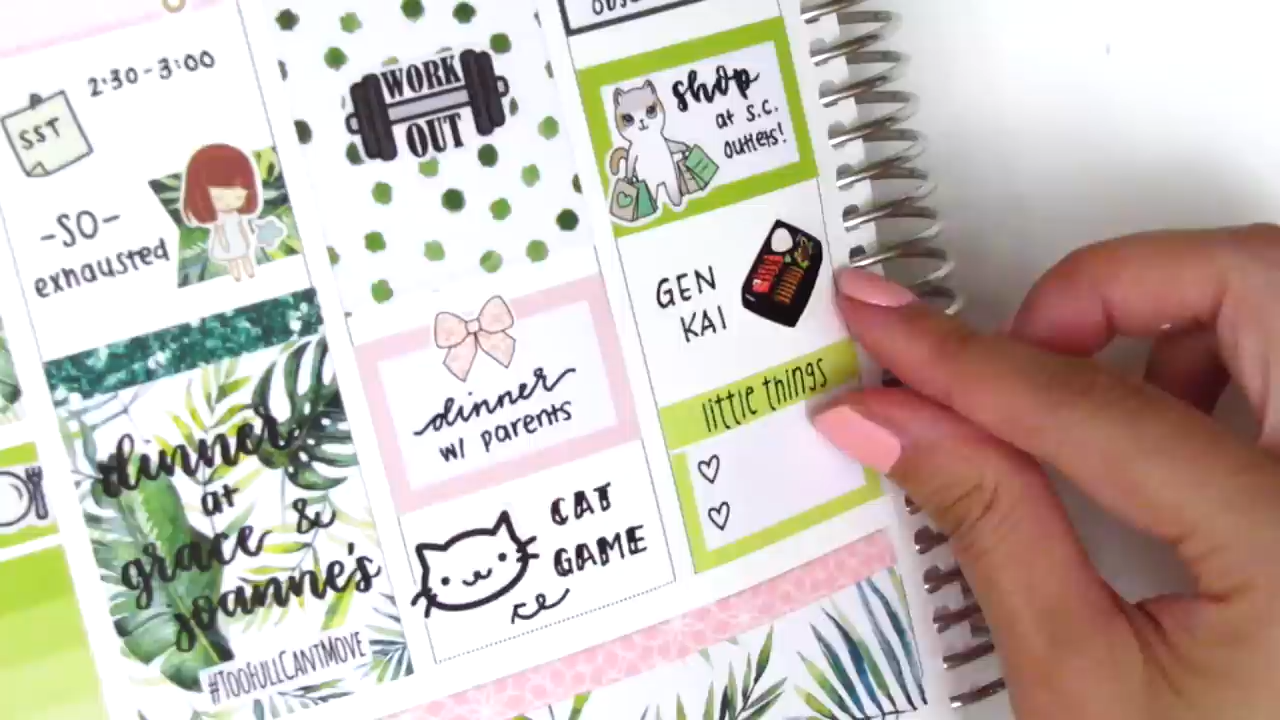 2:30-3:00
SST
-SO-
exhausted
dinner
at
grace &
joanne's
#TOOFULLCANTMOVE
WORK
OUT
dinner
w/ parents
CAT
GAME
shop
at s.c.
outlets!
GEN
KAI
little things